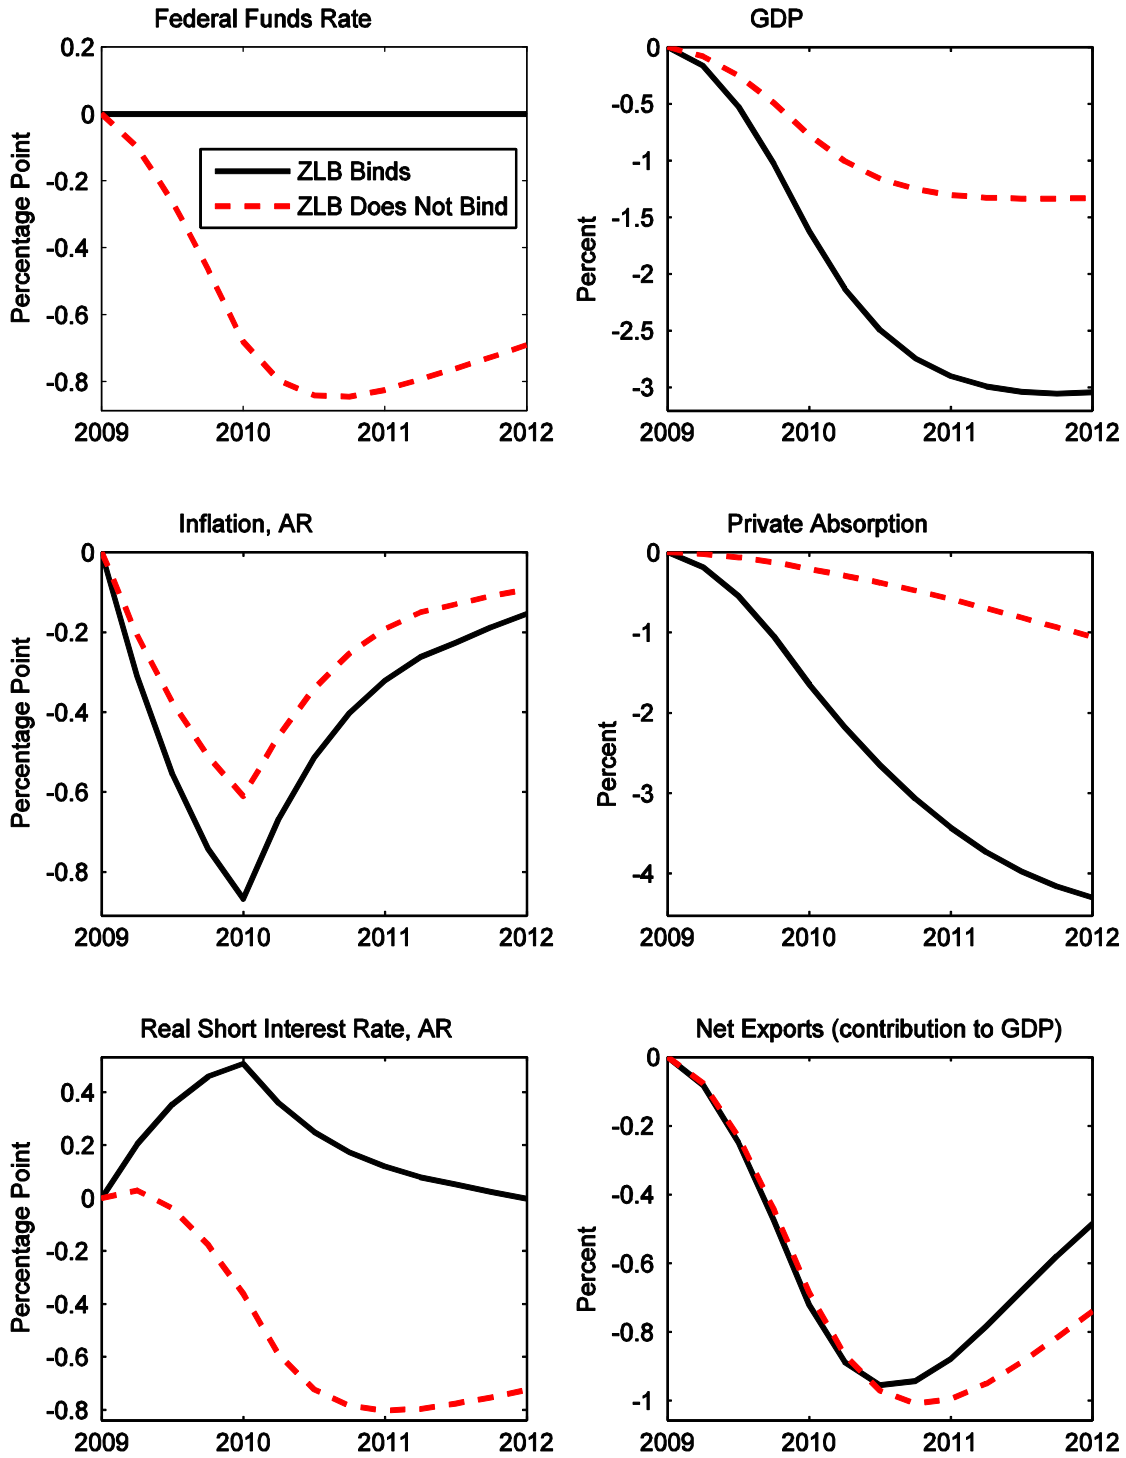 Federal Funds Rate
Percentage Point
0.2
0
-0.2
-0.4
-0.6
-0.8
2009 2010 2011 2012
ZLB Binds
ZLB Does Not Bind
GDP
Percent
0
-0.5
-1
-1.5
-2
-2.5
-3
2009 2010 2011 2012
Inflation, AR
Percentage Point
0
-0.2
-0.4
-0.6
-0.8
2009 2010 2011 2012
Private Absorption
Percent
0
-1
-2
-3
-4
2009 2010 2011 2012
Real Short Interest Rate, AR
Percentage Point
0.4
0.2
0
-0.2
-0.4
-0.6
-0.8
2009 2010 2011 2012
Net Exports (contribution to GDP)
Percent
0
-0.2
-0.4
-0.6
-0.8
-1
2009 2010 2011 2012